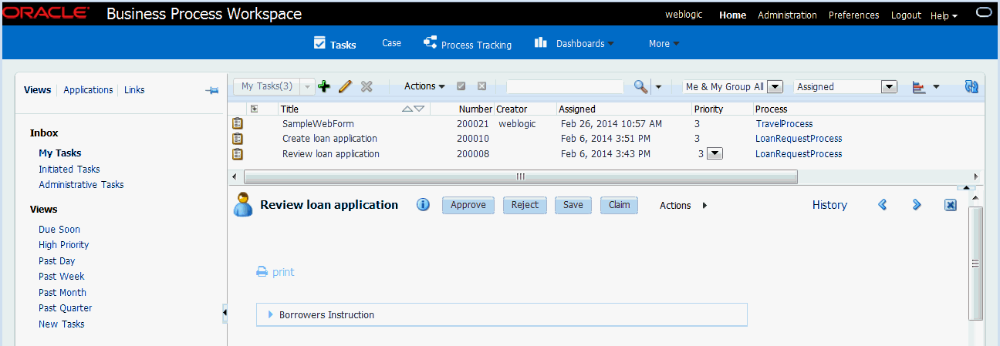 ORACLE Business Process Workspace weblogic Home Administration Preferences Logout Help
Tasks Case Process Tracking Dashboards More
Views Applications Links
Inbox
My Tasks
Initiated Tasks
Administrative Tasks
Views
Due Soon
High Priority
Past Day
Past Week
Past Month
Past Quarter
New Tasks
My Tasks(3) Actions Me & My Group All Assigned
Title Number Creator Assigned Priority Process
SampleWebForm 200021 weblogic Feb 26, 2014 10:57 AM 3 TravelProcess
Create loan application 200010 Feb 6, 2014 3:51 PM 3 LoanRequestProcess
Review loan application 200008 Feb 6, 2014 3:43 PM 3 LoanRequestProcess
Review loan application Approve Reject Save Claim Actions History
print
Borrowers Instruction